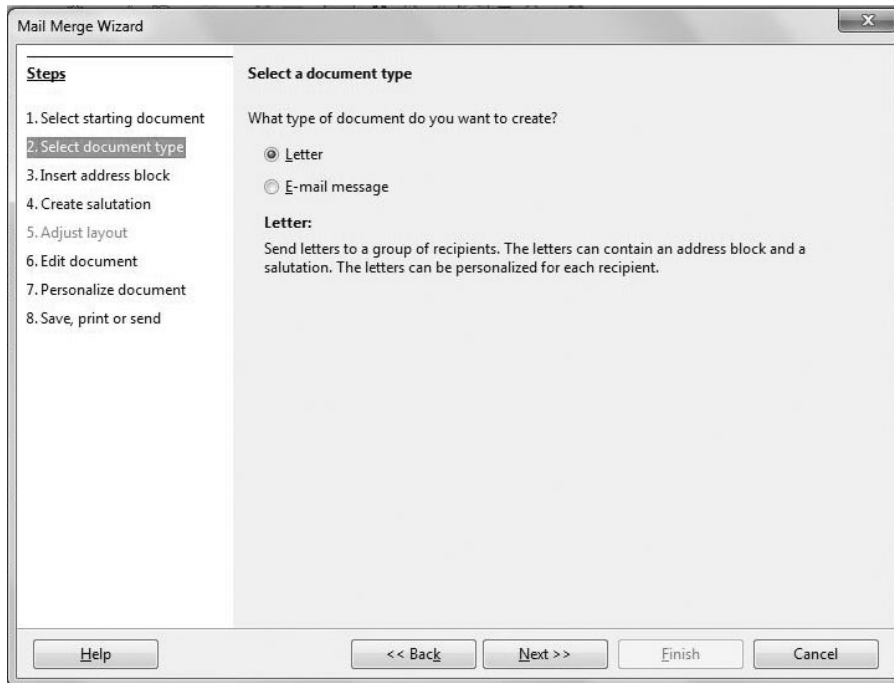 Mail Merge Wizard
X
Steps
1. Select starting document
2. Select document type
3. Insert address block
4. Create salutation
5. Adjust layout
6. Edit document
7. Personalize document
8. Save, print or send
Select a document type
What type of document do you want to create?
Letter
E-mail message
Letter:
Send letters to a group of recipients. The letters can contain an address block and a
salutation. The letters can be personalized for each recipient.
Help
<< Back
Next >>
Finish
Cancel